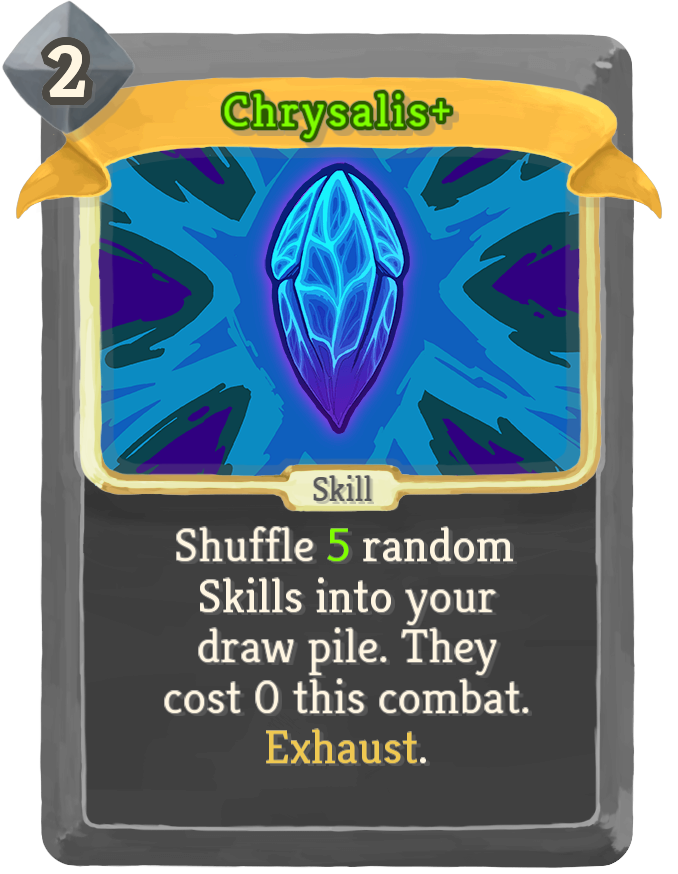 2
Chrysalis+
Skill
Shuffle 5 random
Skills into your
draw pile. They
cost 0 this combat.
Exhaust.